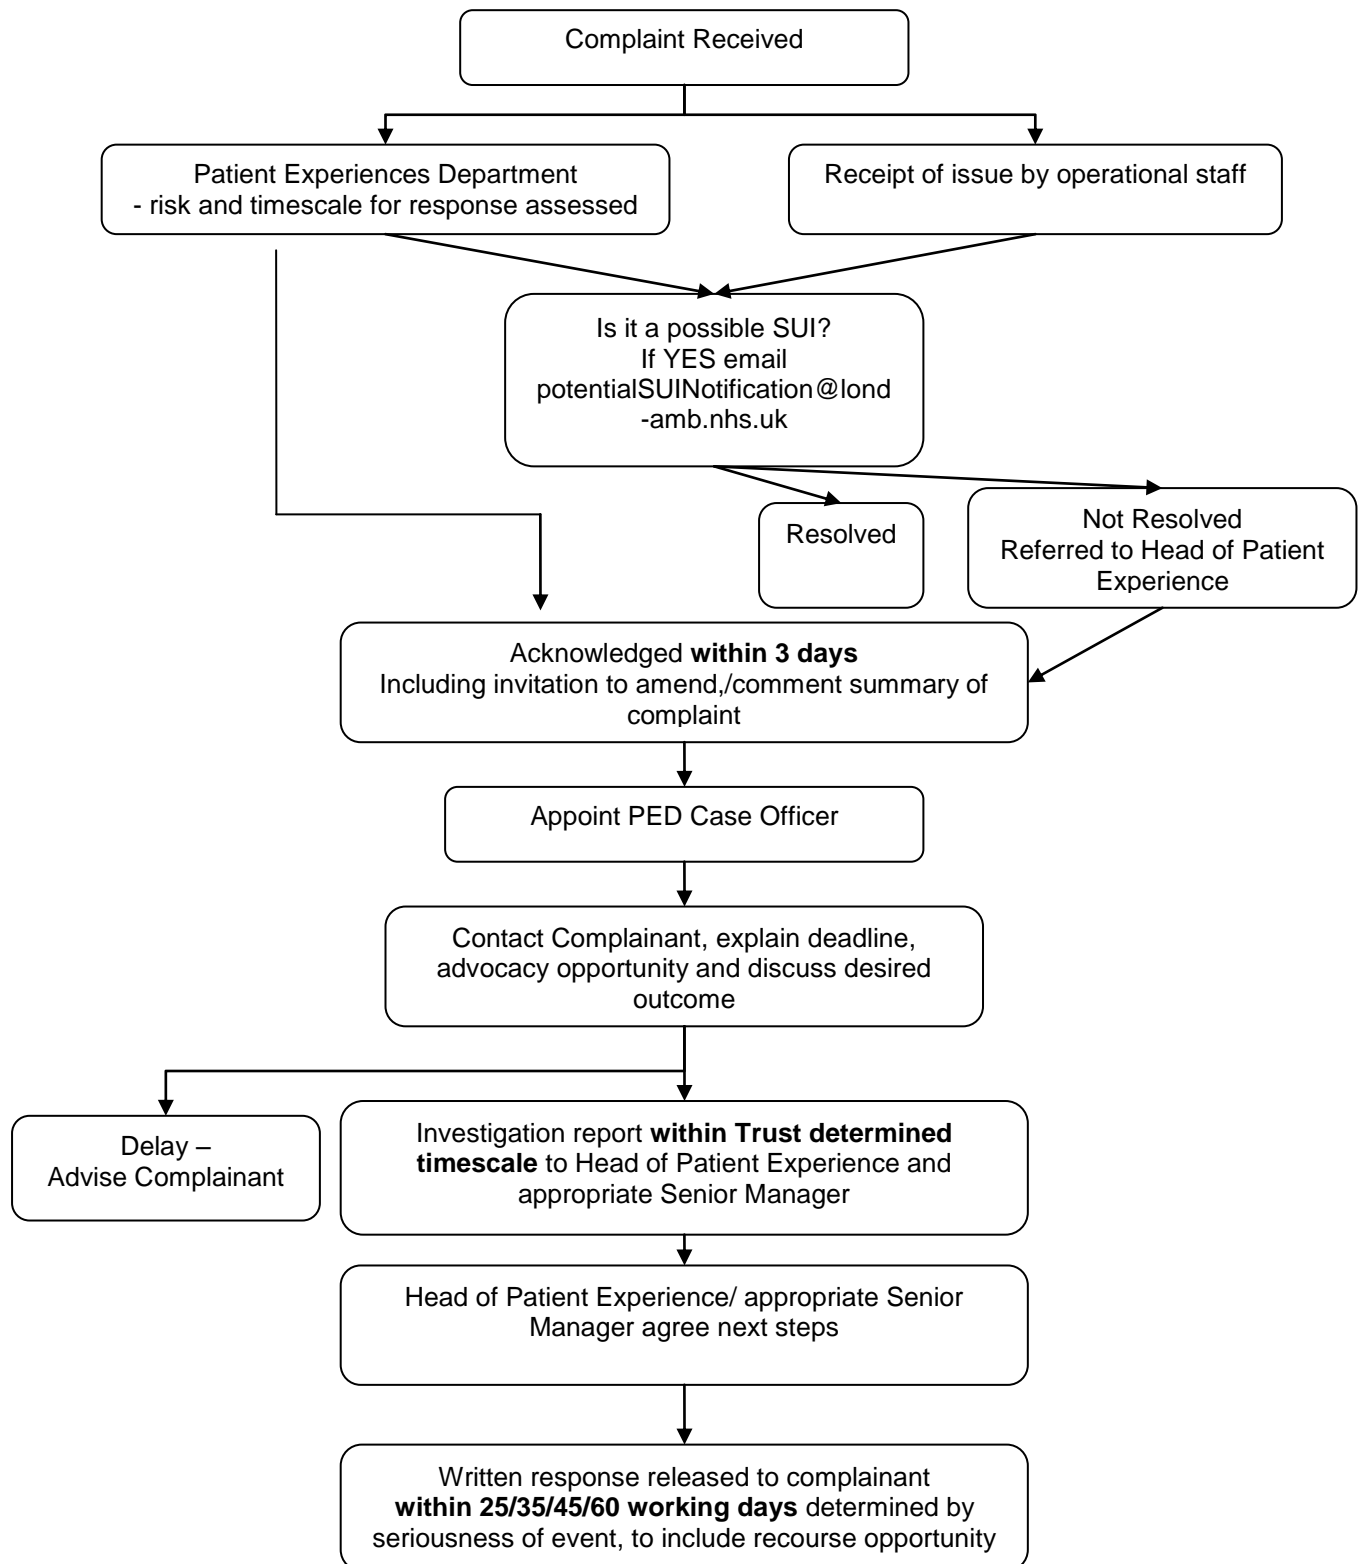 Complaint Received
Patient Experiences Department
- risk and timescale for response assessed
Receipt of issue by operational staff
Is it a possible SUI?
If YES email
potentialSUINotification@lond
-amb.nhs.uk
Resolved
Not Resolved
Referred to Head of Patient
Experience
Acknowledged within 3 days
Including invitation to amend,/comment summary of
complaint
Appoint PED Case Officer
Contact Complainant, explain deadline,
advocacy opportunity and discuss desired
outcome
Delay –
Advise Complainant
Investigation report within Trust determined
timescale to Head of Patient Experience and
appropriate Senior Manager
Head of Patient Experience/ appropriate Senior
Manager agree next steps
Written response released to complainant
within 25/35/45/60 working days determined by
seriousness of event, to include recourse opportunity